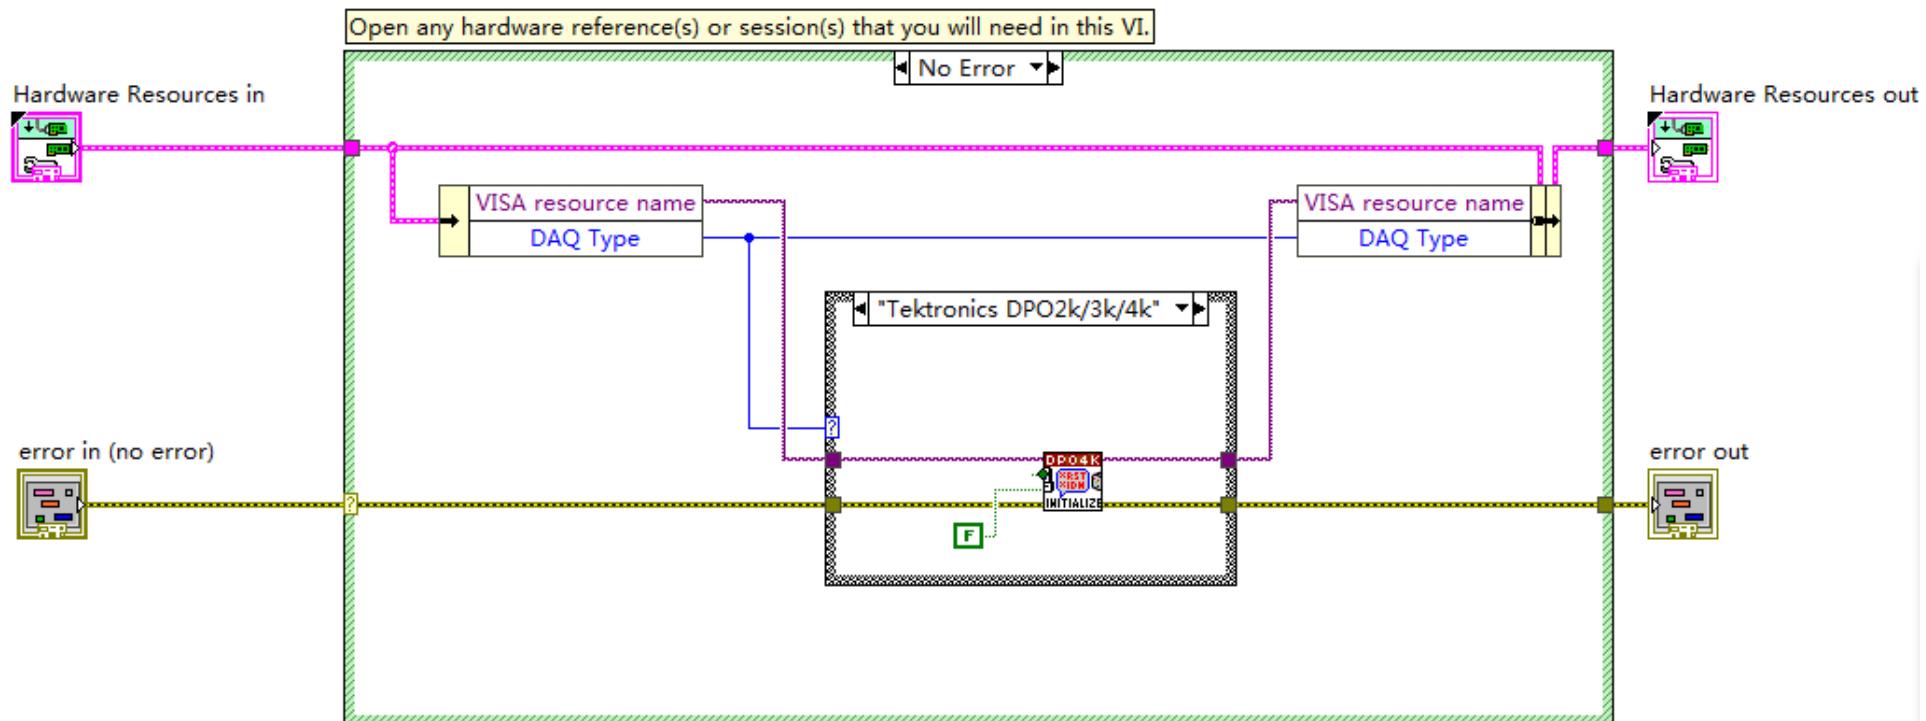 Open any hardware reference(s) or session(s) that you will need in this VI.
No Error
Hardware Resources in
Hardware Resources out
VISA resource name
VISA resource name
DAQ Type
DAQ Type
"Tektronics DPO2k/3k/4k"
?
error in (no error)
error out
DPO4K
XRST
XIDN
?
INITIALIZE
F